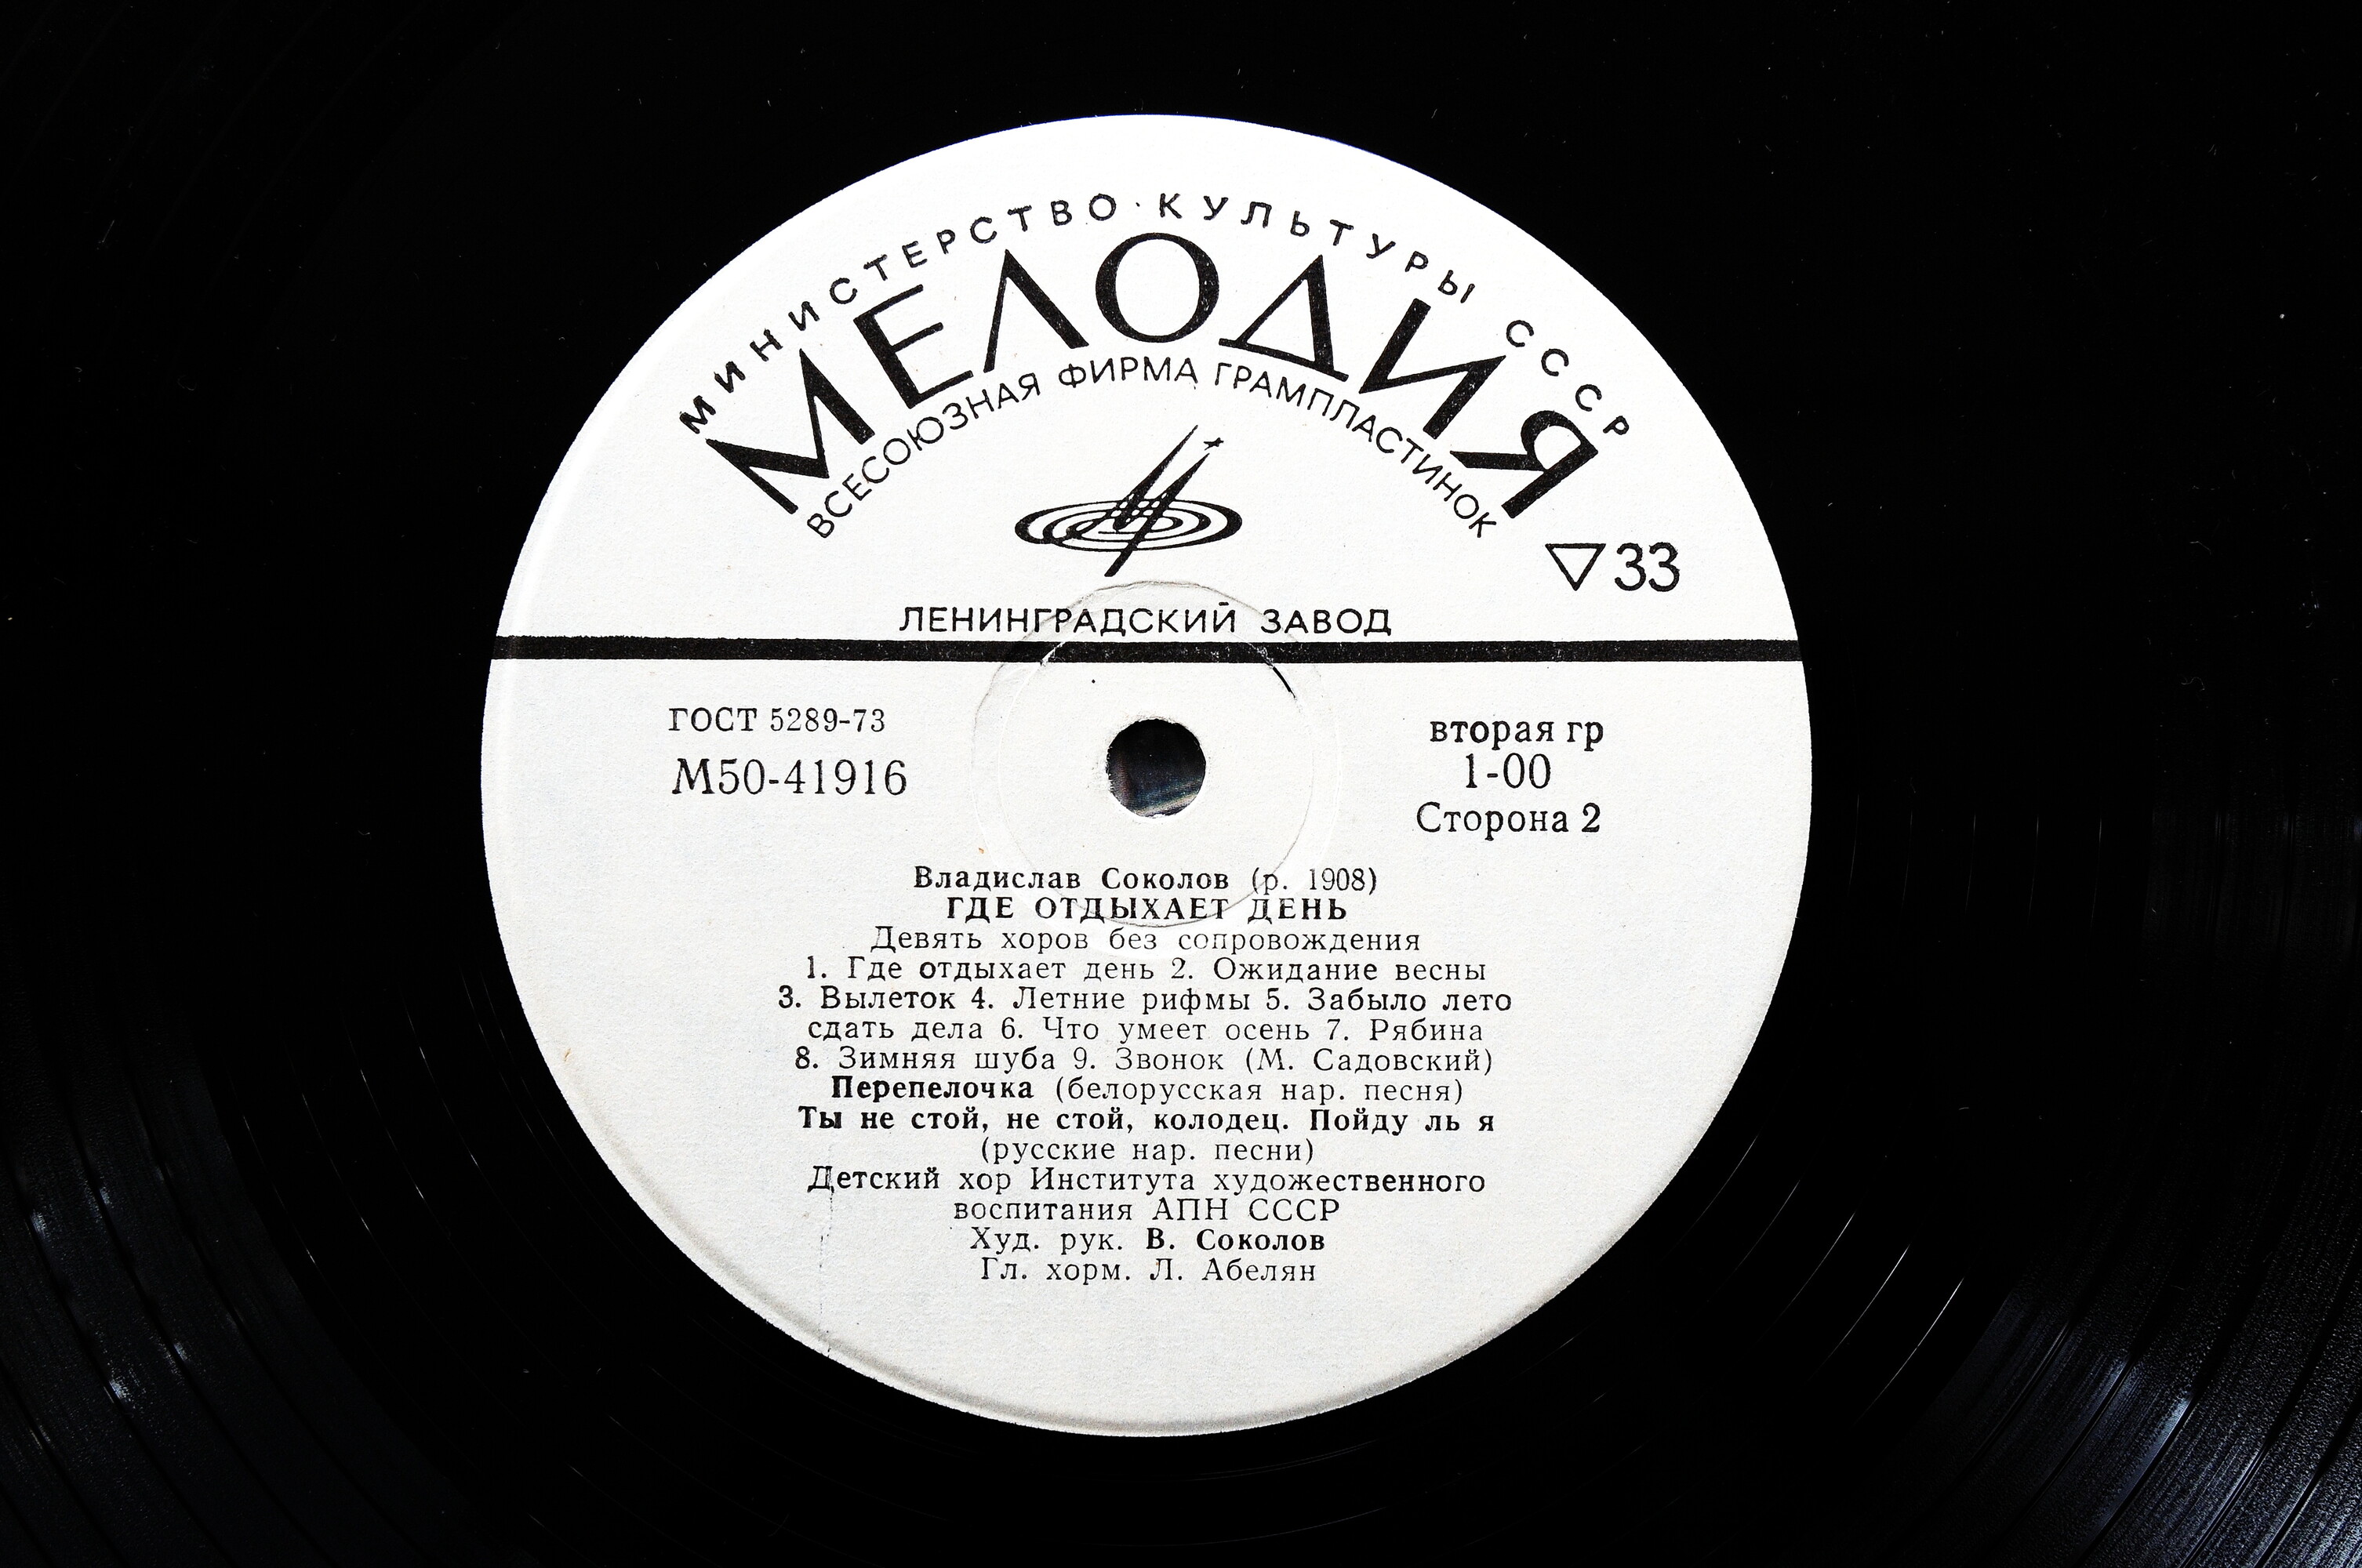 МИНИСТЕРСТВО·КУЛЬТУРЫ СССР
МЕЛОДИЯ
ВСЕСОЮЗНАЯ ФИРМА ГРАМПЛАСТИНОК
▽33
ЛЕНИНГРАДСКИЙ ЗАВОД
ГОСТ 5289-73
М50-41916
вторая гр
1-00
Сторона 2
Владислав Соколов (р. 1908)
ГДЕ ОТДЫХАЕТ ДЕНЬ
Девять хоров без сопровождения
1. Где отдыхает день 2. Ожидание весны
3. Вылеток 4. Летние рифмы 5. Забыло лето
сдать дела 6. Что умеет осень 7. Рябина
8. Зимняя шуба 9. Звонок (М. Садовский)
Перепелочка (белорусская нар. песня)
Ты не стой, не стой, колодец. Пойду ль я
(русские нар. песни)
Детский хор Института художественного
воспитания АПН СССР
Худ. рук. В. Соколов
Гл. хорм. Л. Абелян